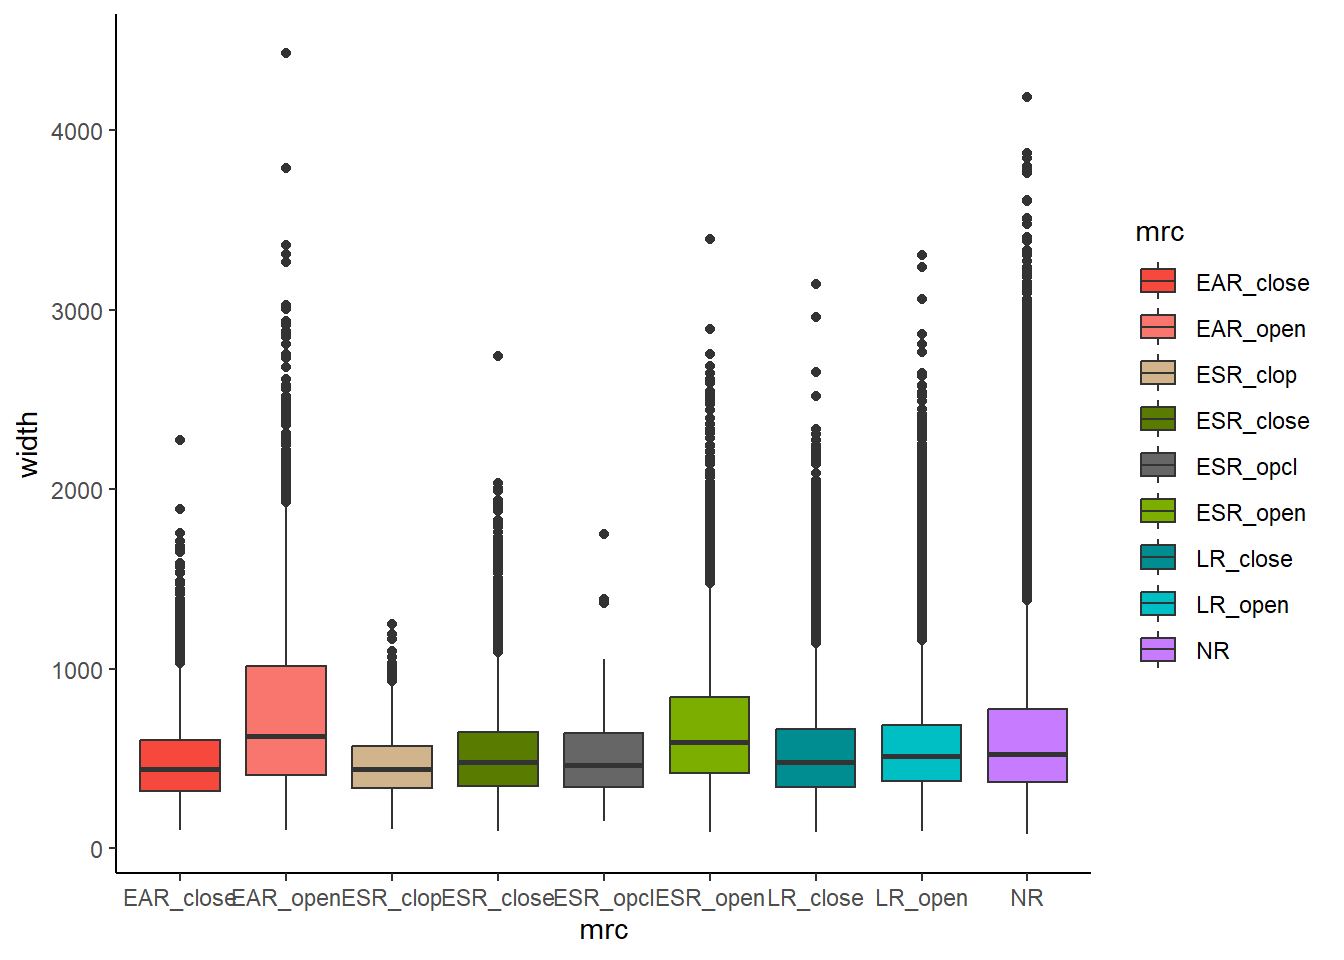 4000
3000
2000
1000
0
width
EAR_close
EAR_open
ESR_clop
ESR_close
ESR_opcl
ESR_open
LR_close
LR_open
NR
mrc
mrc
EAR_close
EAR_open
ESR_clop
ESR_close
ESR_opcl
ESR_open
LR_close
LR_open
NR